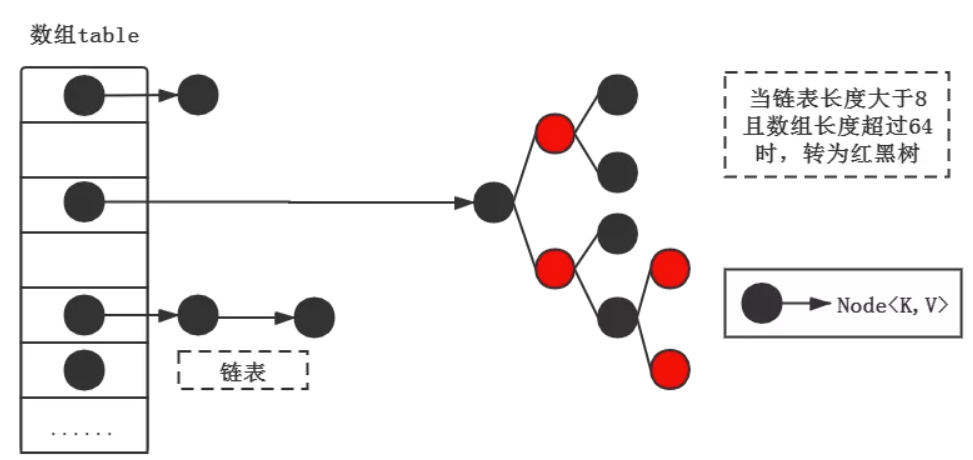 数组table
当链表长度大于8
且数组长度超过64
时，转为红黑树
Node<K,V>
链表
......